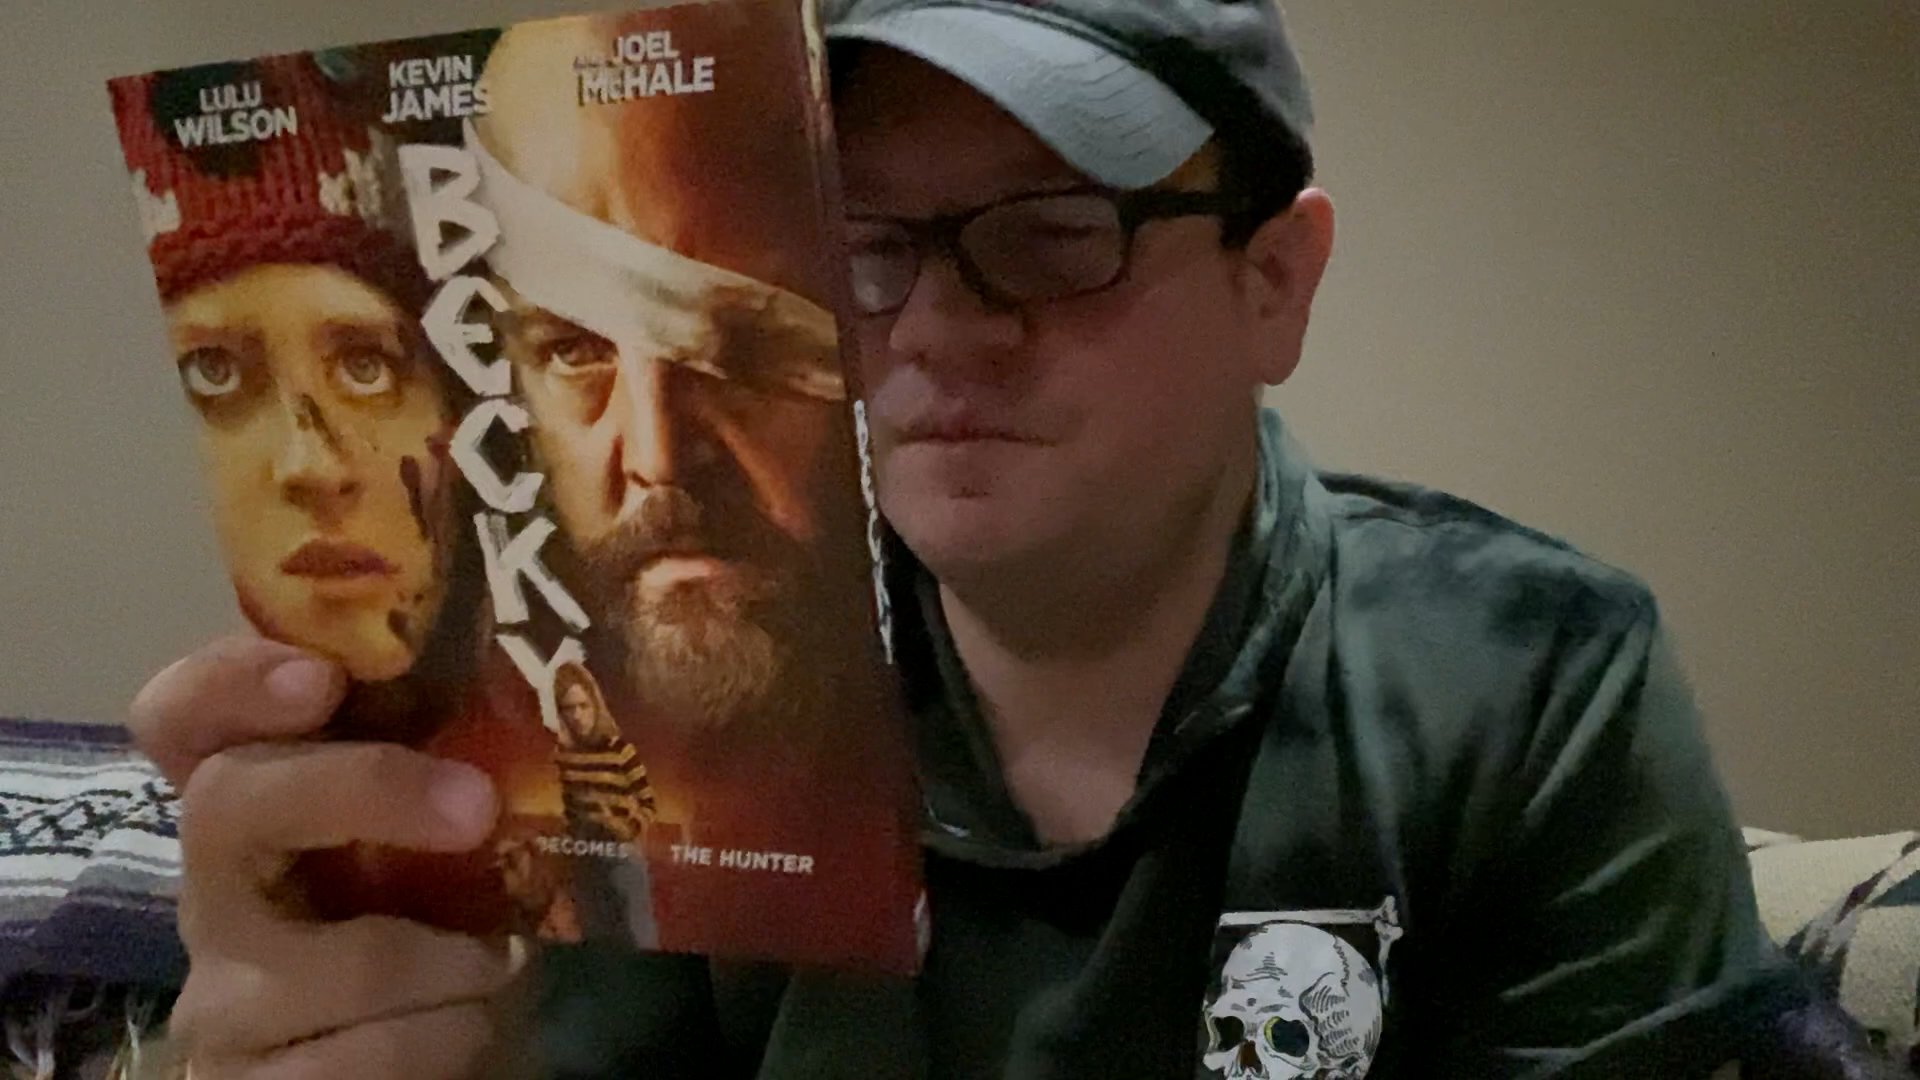 LULU
WILSON
KEVIN
JAMES
JOEL
McHALE
BECKY
BECOMES THE HUNTER
BECKY